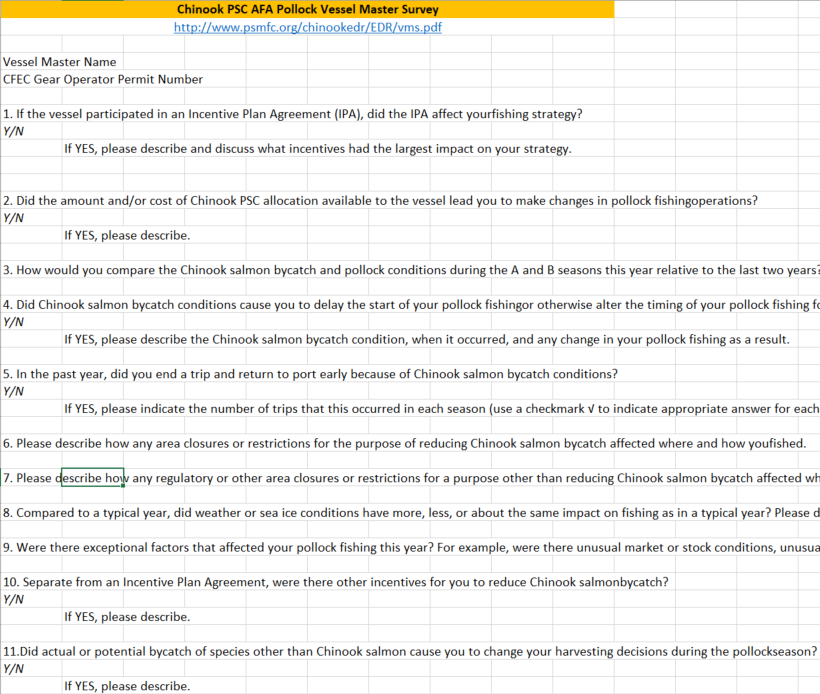 Chinook PSC AFA Pollock Vessel Master Survey
http://www.psmfc.org/chinookedr/EDR/vms.pdf
Vessel Master Name
CFEC Gear Operator Permit Number
1. If the vessel participated in an Incentive Plan Agreement (IPA), did the IPA affect yourfishing strategy?
Y/N
If YES, please describe and discuss what incentives had the largest impact on your strategy.
2. Did the amount and/or cost of Chinook PSC allocation available to the vessel lead you to make changes in pollock fishingoperations?
Y/N
If YES, please describe.
3. How would you compare the Chinook salmon bycatch and pollock conditions during the A and B seasons this year relative to the last two years?
4. Did Chinook salmon bycatch conditions cause you to delay the start of your pollock fishingor otherwise alter the timing of your pollock fishing fo
Y/N
If YES, please describe the Chinook salmon bycatch condition, when it occurred, and any change in your pollock fishing as a result.
5. In the past year, did you end a trip and return to port early because of Chinook salmon bycatch conditions?
Y/N
If YES, please indicate the number of trips that this occurred in each season (use a checkmark √ to indicate appropriate answer for each
6. Please describe how any area closures or restrictions for the purpose of reducing Chinook salmon bycatch affected where and how youfished.
7. Please describe how any regulatory or other area closures or restrictions for a purpose other than reducing Chinook salmon bycatch affected wh
8. Compared to a typical year, did weather or sea ice conditions have more, less, or about the same impact on fishing as in a typical year? Please d
9. Were there exceptional factors that affected your pollock fishing this year? For example, were there unusual market or stock conditions, unusua
10. Separate from an Incentive Plan Agreement, were there other incentives for you to reduce Chinook salmonbycatch?
Y/N
If YES, please describe.
11.Did actual or potential bycatch of species other than Chinook salmon cause you to change your harvesting decisions during the pollockseason?
Y/N
If YES, please describe.